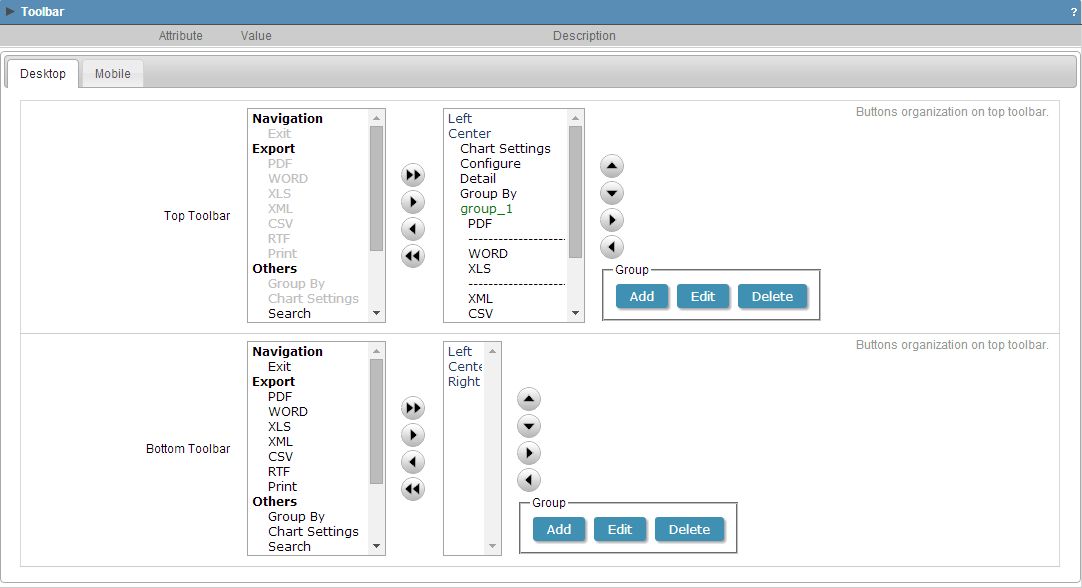 Toolbar ?
Attribute Value Description
Desktop Mobile
Top Toolbar
Navigation
Exit
Export
PDF
WORD
XLS
XML
CSV
RTF
Print
Others
Group By
Chart Settings
Search
Left
Center
Chart Settings
Configure
Detail
Group By
group_1
PDF
--------------------
WORD
XLS
--------------------
XML
CSV
Group
Add Edit Delete
Buttons organization on top toolbar.
Bottom Toolbar
Navigation
Exit
Export
PDF
WORD
XLS
XML
CSV
RTF
Print
Others
Group By
Chart Settings
Search
Left
Cente
Right
Group
Add Edit Delete
Buttons organization on top toolbar.